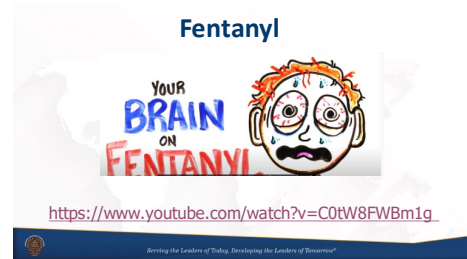 Fentanyl
YOUR
BRAIN
ON
FENTANYL
https://www.youtube.com/watch?v=C0tW8FWBm1g
Serving the Leaders of Today, Developing the Leaders of Tomorrow®